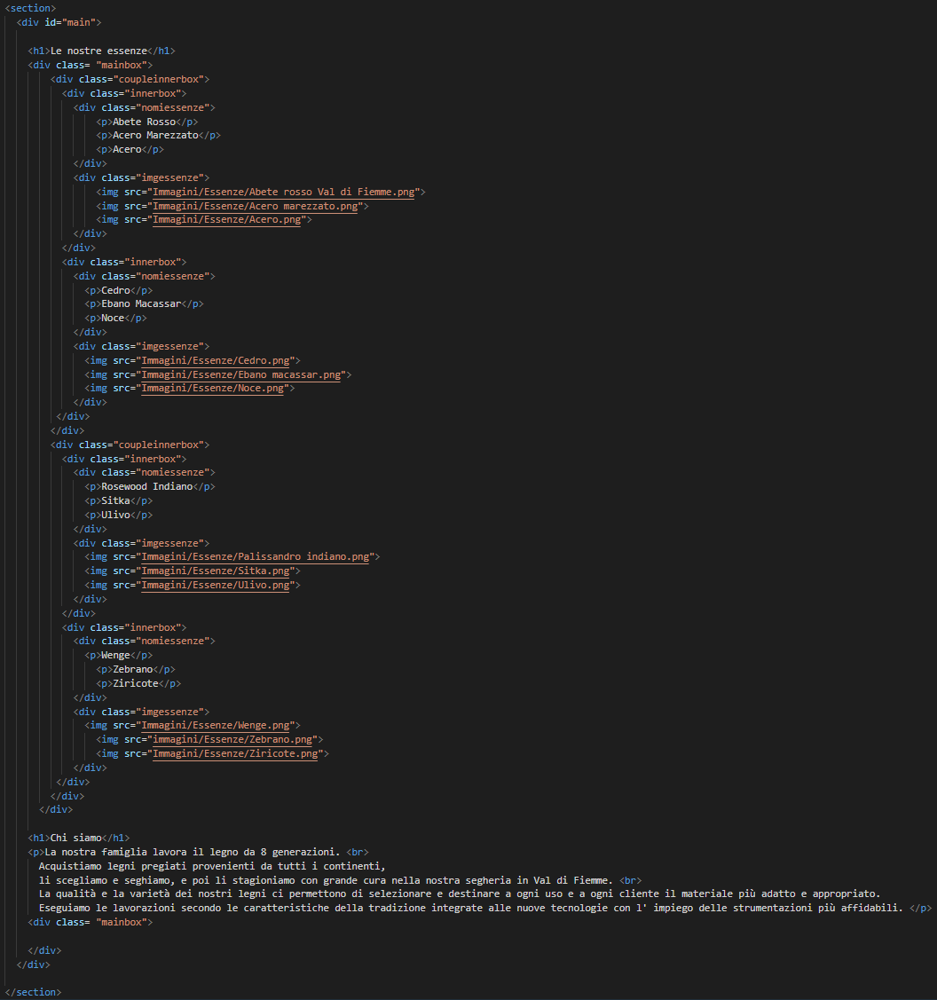 <section>
<div id="main">
<h1>Le nostre essenze</h1>
<div class= "mainbox">
<div class="coupleinnerbox">
<div class="innerbox">
<div class="nomiessenze">
<p>Abete Rosso</p>
<p>Acero Marezzato</p>
<p>Acero</p>
</div>
<div class="imgessenze">
<img src="Immagini/Essenze/Abete rosso Val di Fiemme.png">
<img src="Immagini/Essenze/Acero marezzato.png">
<img src="Immagini/Essenze/Acero.png">
</div>
</div>
<div class="innerbox">
<div class="nomiessenze">
<p>Cedro</p>
<p>Ebano Macassar</p>
<p>Noce</p>
</div>
<div class="imgessenze">
<img src="Immagini/Essenze/Cedro.png">
<img src="Immagini/Essenze/Ebano macassar.png">
<img src="Immagini/Essenze/Noce.png">
</div>
</div>
</div>
<div class="coupleinnerbox">
<div class="innerbox">
<div class="nomiessenze">
<p>Rosewood Indiano</p>
<p>Sitka</p>
<p>Ulivo</p>
</div>
<div class="imgessenze">
<img src="Immagini/Essenze/Palissandro indiano.png">
<img src="Immagini/Essenze/Sitka.png">
<img src="Immagini/Essenze/Ulivo.png">
</div>
</div>
<div class="innerbox">
<div class="nomiessenze">
<p>Wenge</p>
<p>Zebrano</p>
<p>Ziricote</p>
</div>
<div class="imgessenze">
<img src="Immagini/Essenze/Wenge.png">
<img src="immagini/Essenze/Zebrano.png">
<img src="Immagini/Essenze/Ziricote.png">
</div>
</div>
</div>
</div>
<h1>Chi siamo</h1>
<p>La nostra famiglia lavora il legno da 8 generazioni. <br>
Acquistiamo legni pregiati provenienti da tutti i continenti,
li scegliamo e seghiamo, e poi li stagioniamo con grande cura nella nostra segheria in Val di Fiemme. <br>
La qualità e la varietà dei nostri legni ci permettono di selezionare e destinare a ogni uso e a ogni cliente il materiale più adatto e appropriato.
Eseguiamo le lavorazioni secondo le caratteristiche della tradizione integrate alle nuove tecnologie con l' impiego delle strumentazioni più affidabili. </p>
<div class= "mainbox">
</div>
</div>
</section>